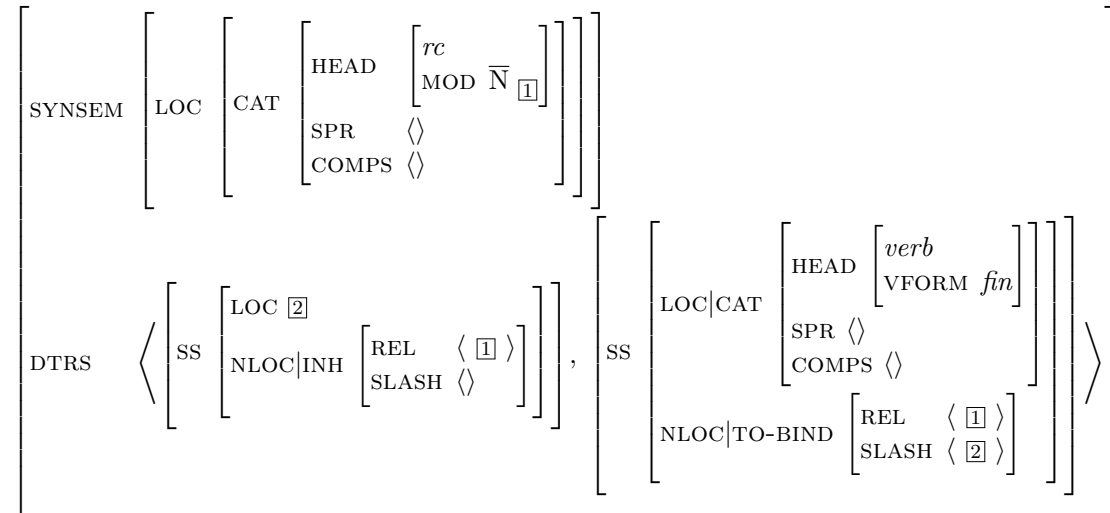 SYNSEM [LOC [CAT [HEAD [rc
MOD N̅ [1]]
SPR ⟨⟩
COMPS ⟨⟩]]]
DTRS ⟨ [SS [LOC [2]
NLOC|INH [REL ⟨ [1] ⟩
SLASH ⟨⟩]]] , [SS [LOC|CAT [HEAD [verb
VFORM fin]
SPR ⟨⟩
COMPS ⟨⟩]
NLOC|TO-BIND [REL ⟨ [1] ⟩
SLASH ⟨ [2] ⟩]]] ⟩